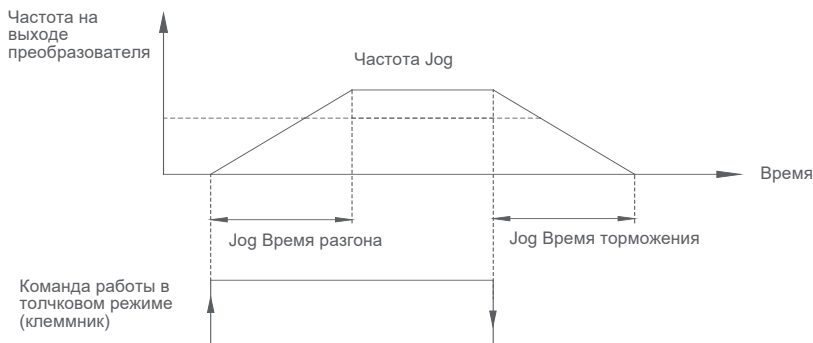 Частота на
выходе
преобразователя
Частота Jog
Время
Jog Время разгона
Jog Время торможения
Команда работы в
толчковом режиме
(клеммник)